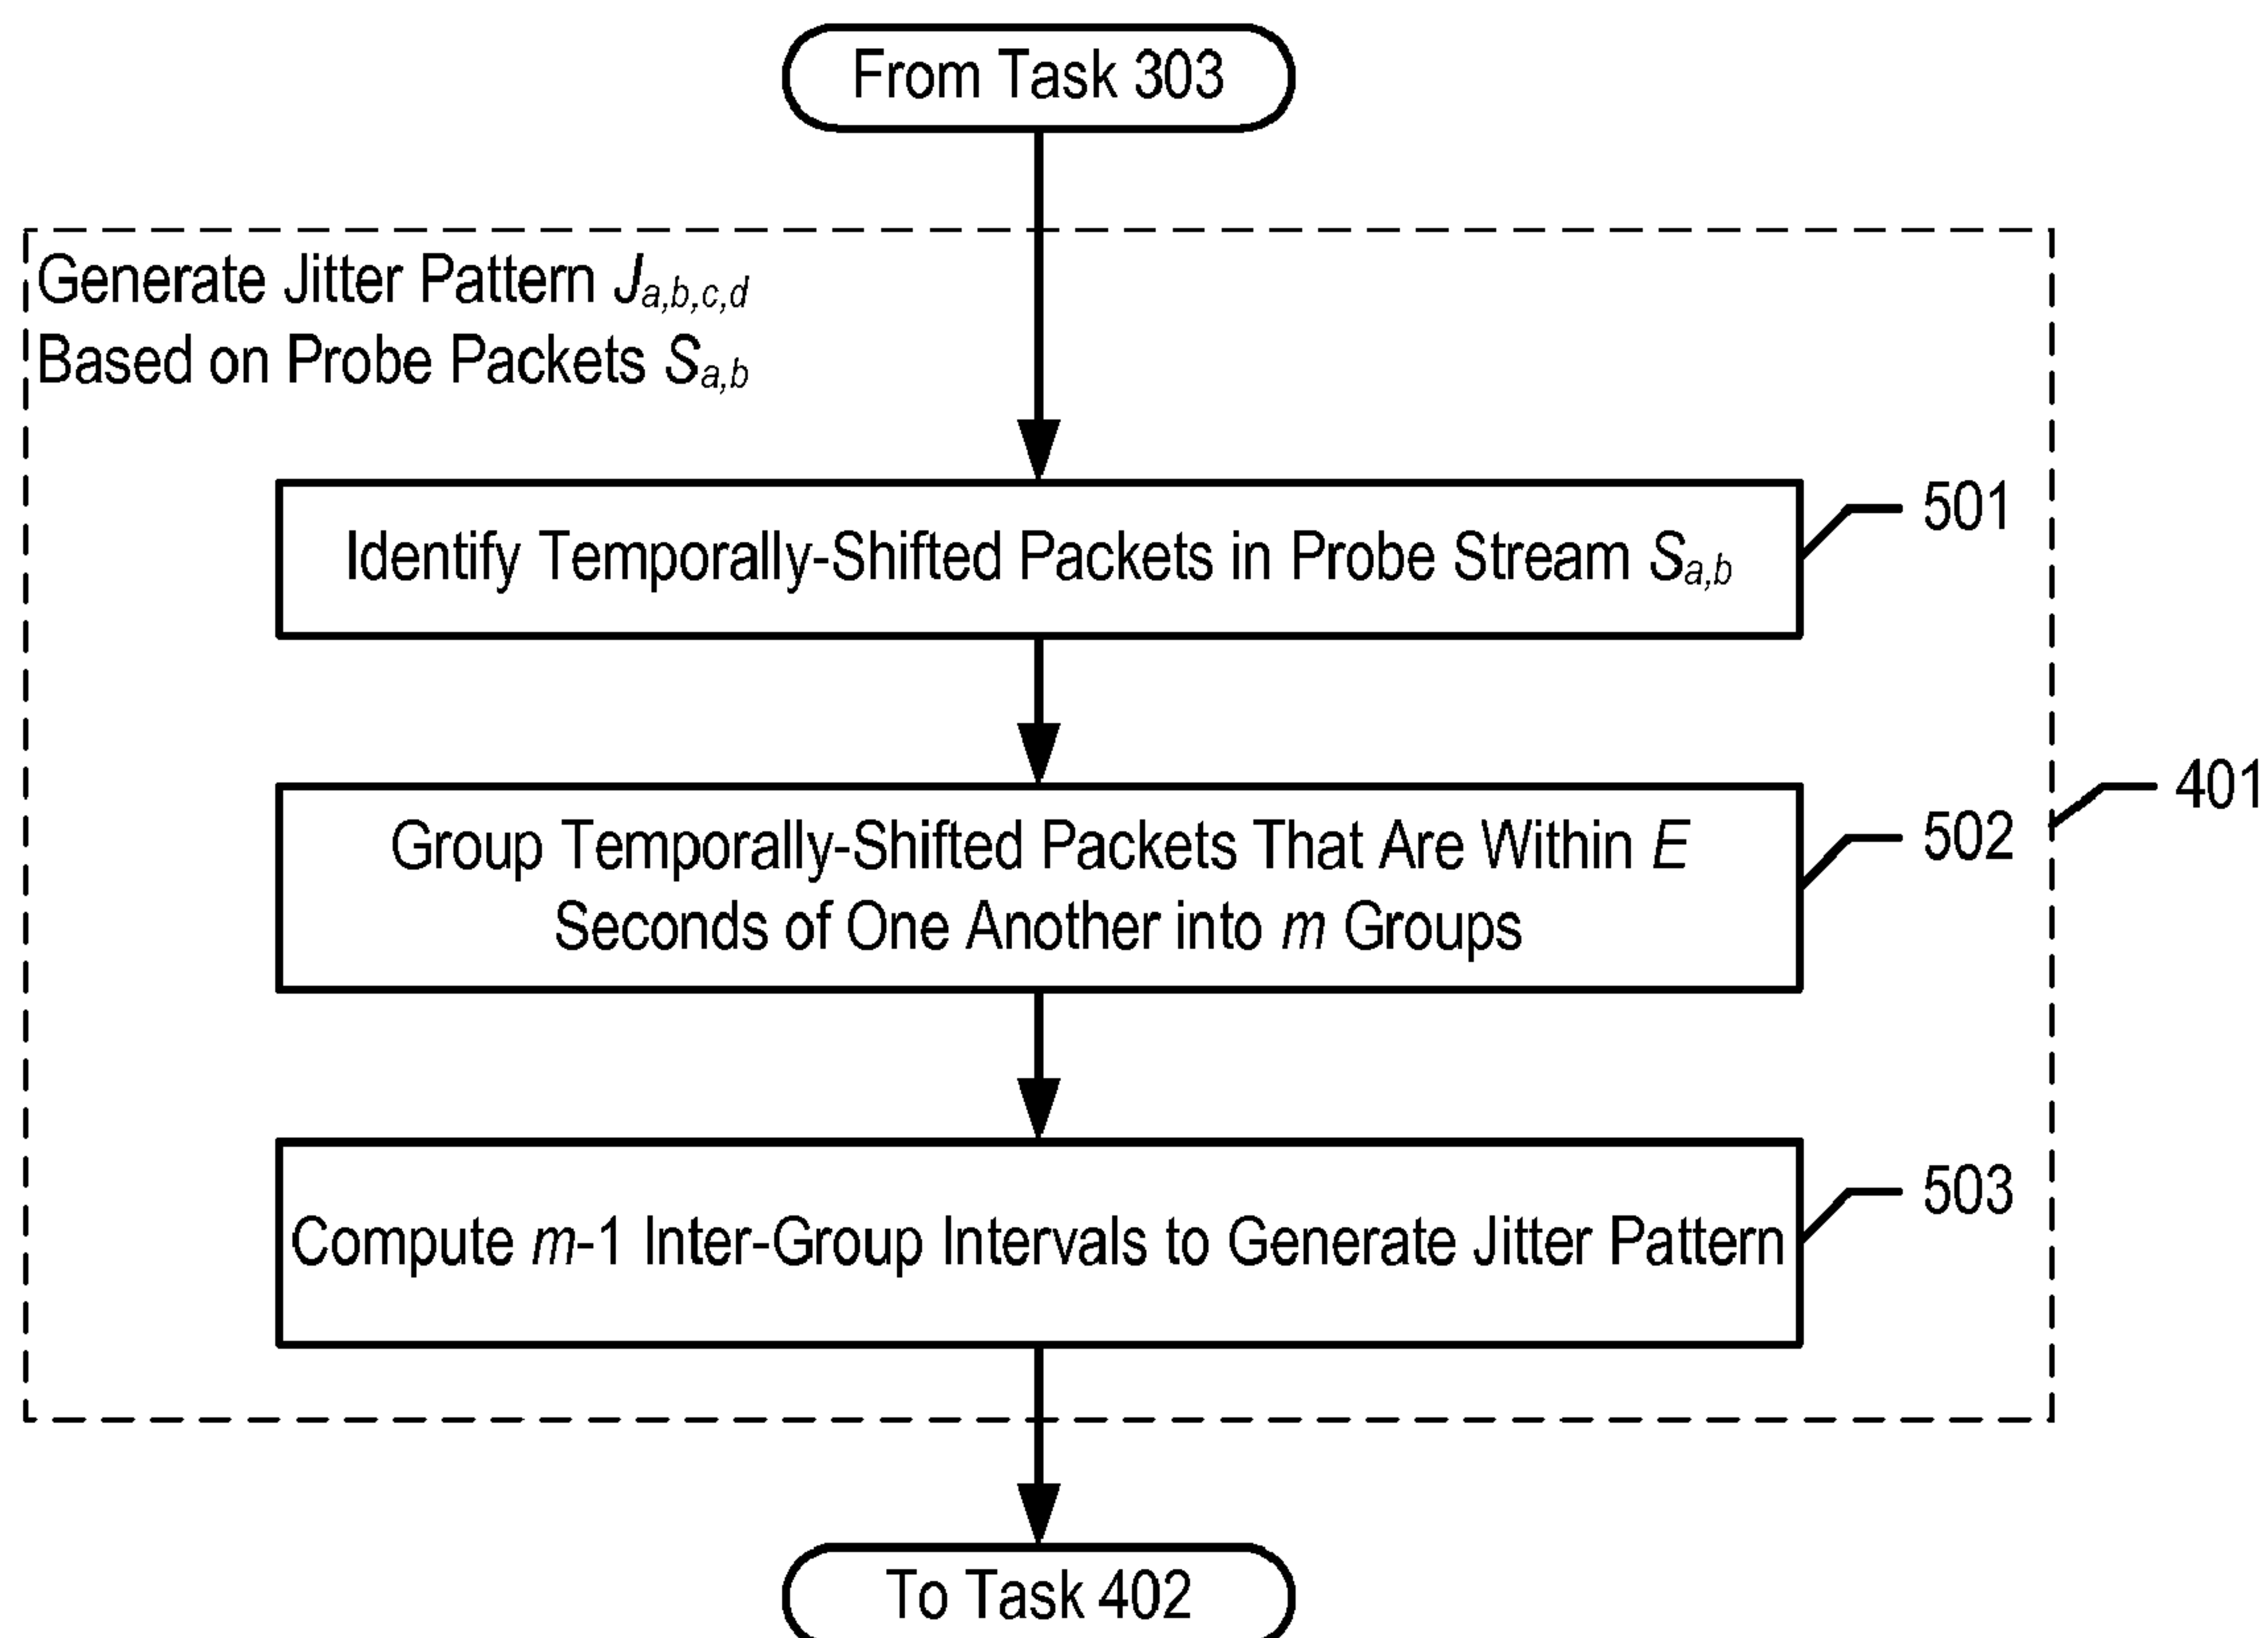 From Task 303
Generate Jitter Pattern Ja,b,c,d
Based on Probe Packets Sa,b
Identify Temporally-Shifted Packets in Probe Stream Sa,b
501
Group Temporally-Shifted Packets That Are Within E
Seconds of One Another into m Groups
502
401
Compute m-1 Inter-Group Intervals to Generate Jitter Pattern
503
To Task 402